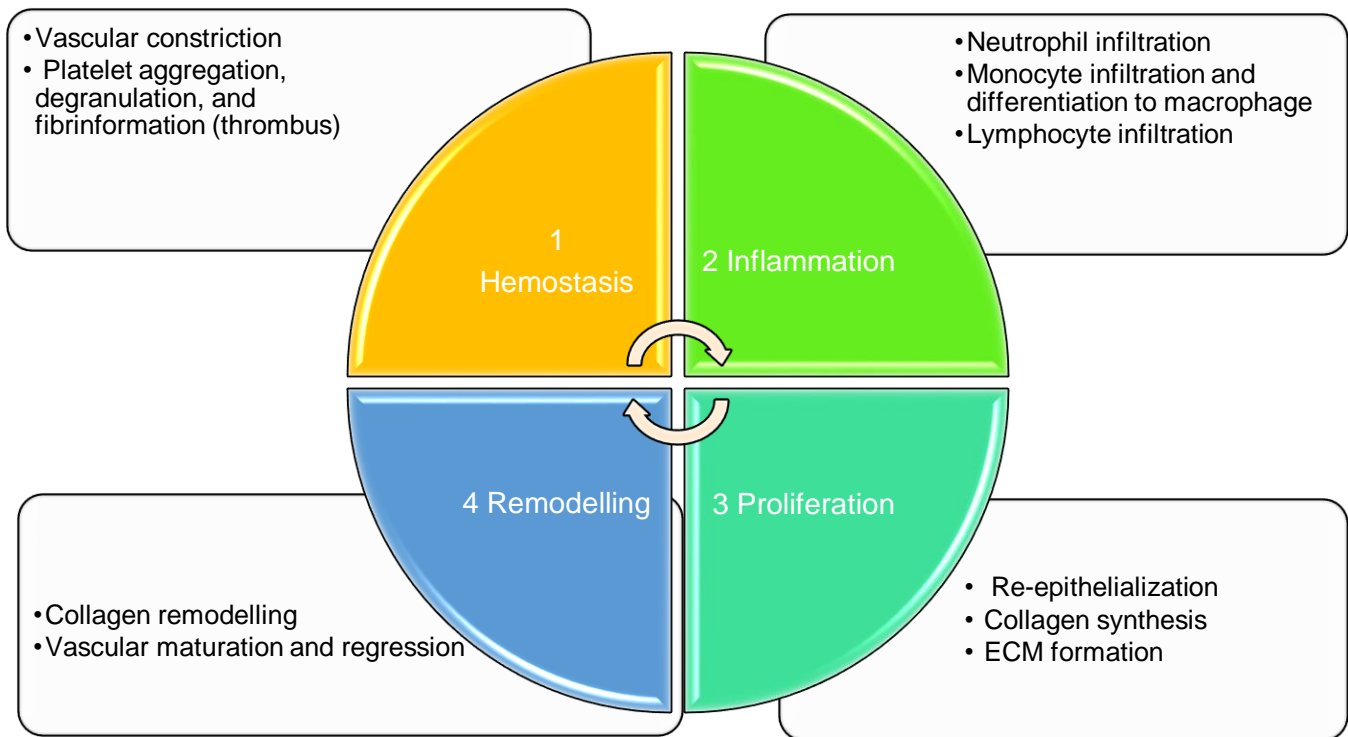 •Vascular constriction
• Platelet aggregation,
degranulation, and
fibrinformation (thrombus)
•Neutrophil infiltration
•Monocyte infiltration and
differentiation to macrophage
•Lymphocyte infiltration
1
Hemostasis
2 Inflammation
4 Remodelling
3 Proliferation
•Collagen remodelling
•Vascular maturation and regression
• Re-epithelialization
• Collagen synthesis
• ECM formation